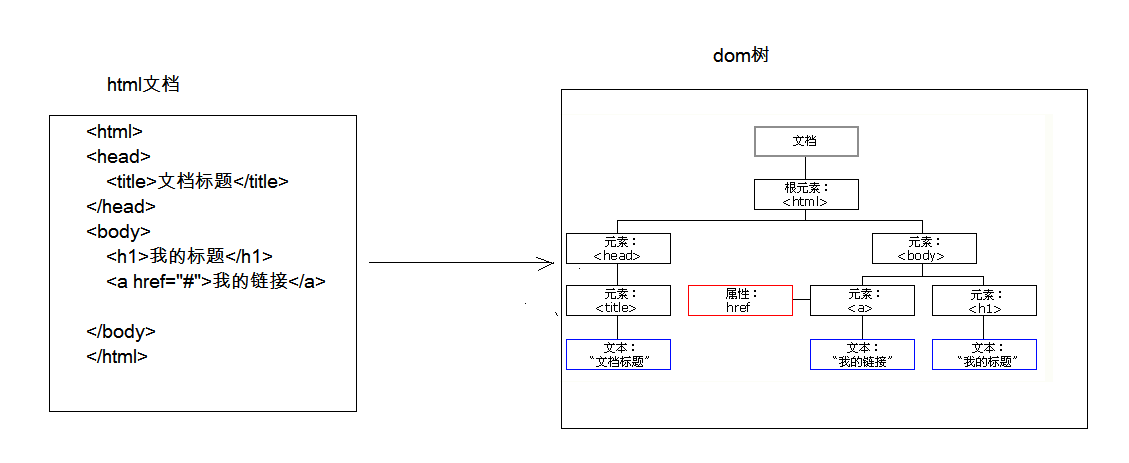 html文档
<html>
<head>
<title>文档标题</title>
</head>
<body>
<h1>我的标题</h1>
<a href="#">我的链接</a>
</body>
</html>
dom树
文档
根元素：
<html>
元素：
<head>
元素：
<body>
元素：
<title>
属性：
href
元素：
<a>
元素：
<h1>
文本：
“文档标题”
文本：
“我的链接”
文本：
“我的标题”